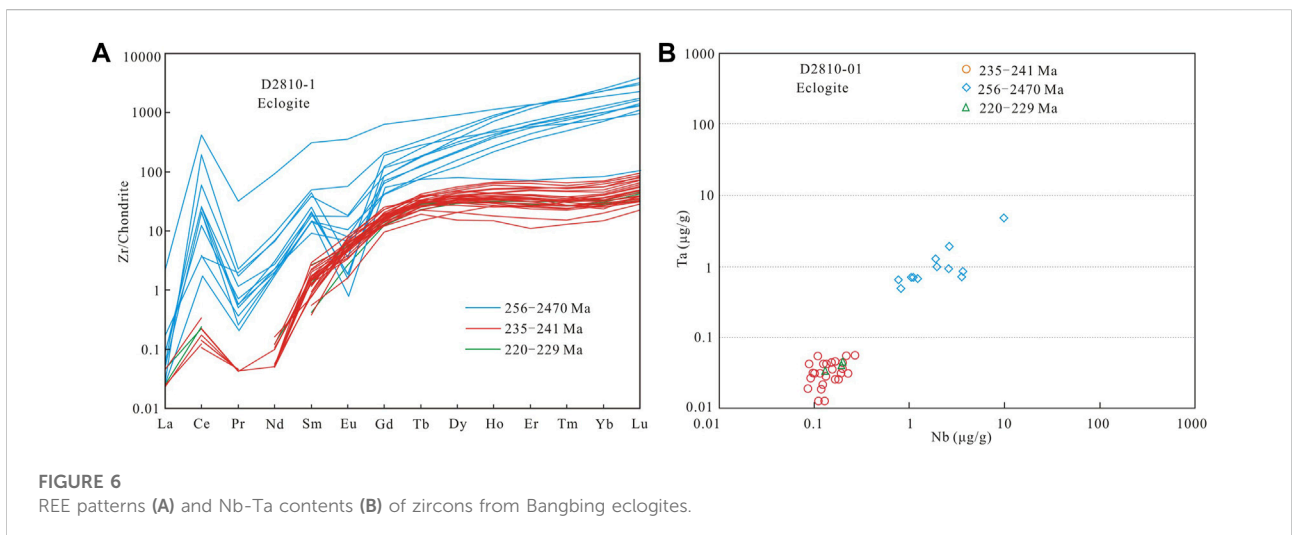 A
D2810-1
Eclogite
Zr/Chondrite
10000
1000
100
10
1
0.1
0.01
256-2470 Ma
235-241 Ma
220-229 Ma
La Ce Pr Nd Sm Eu Gd Tb Dy Ho Er Tm Yb Lu
B
D2810-01
Eclogite
235-241 Ma
256-2470 Ma
220-229 Ma
Ta (μg/g)
1000
100
10
1
0.1
0.01
0.01 0.1 1 10 100 1000
Nb (μg/g)
FIGURE 6
REE patterns (A) and Nb-Ta contents (B) of zircons from Bangbing eclogites.